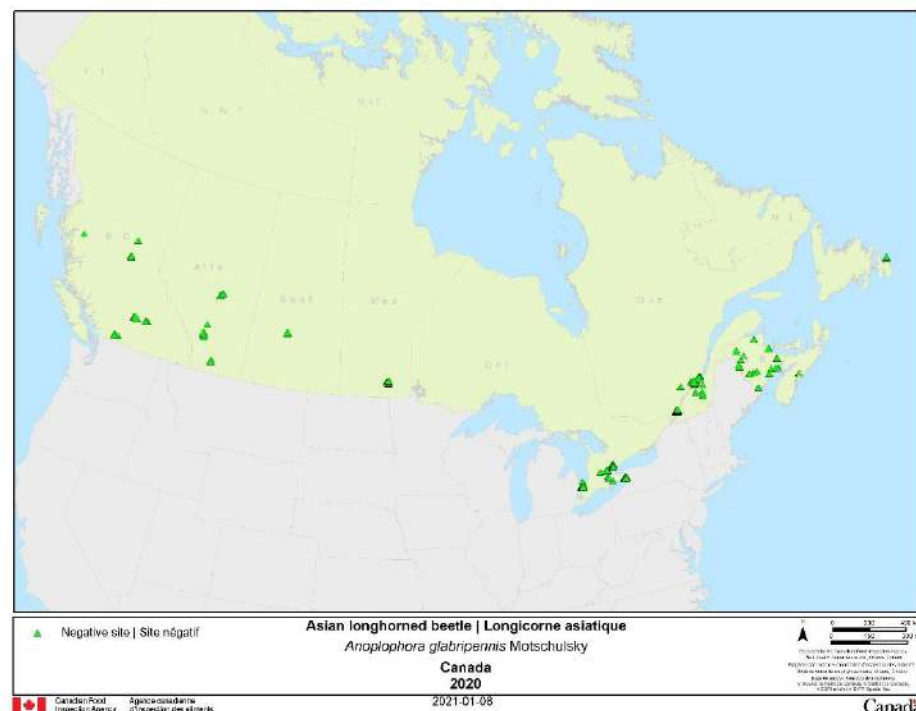 Y.T.
N.W.T.
B.C.
Alta
Sask
Man
Ont
Que
N.L.
Negative site | Site négatif
Asian longhorned beetle | Longicorne asiatique
Anoplophora glabripennis Motschulsky
Canada
2020
2021-01-08
Canadian Food
Inspection Agency
Agence canadienne
d'inspection des aliments
Canada